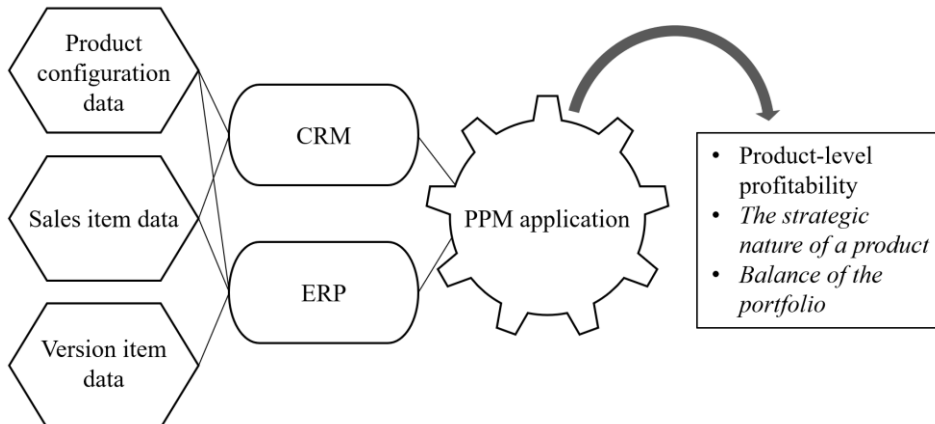 Product
configuration
data
Sales item data
Version item
data
CRM
ERP
PPM application
• Product-level
profitability
• The strategic
nature of a product
• Balance of the
portfolio